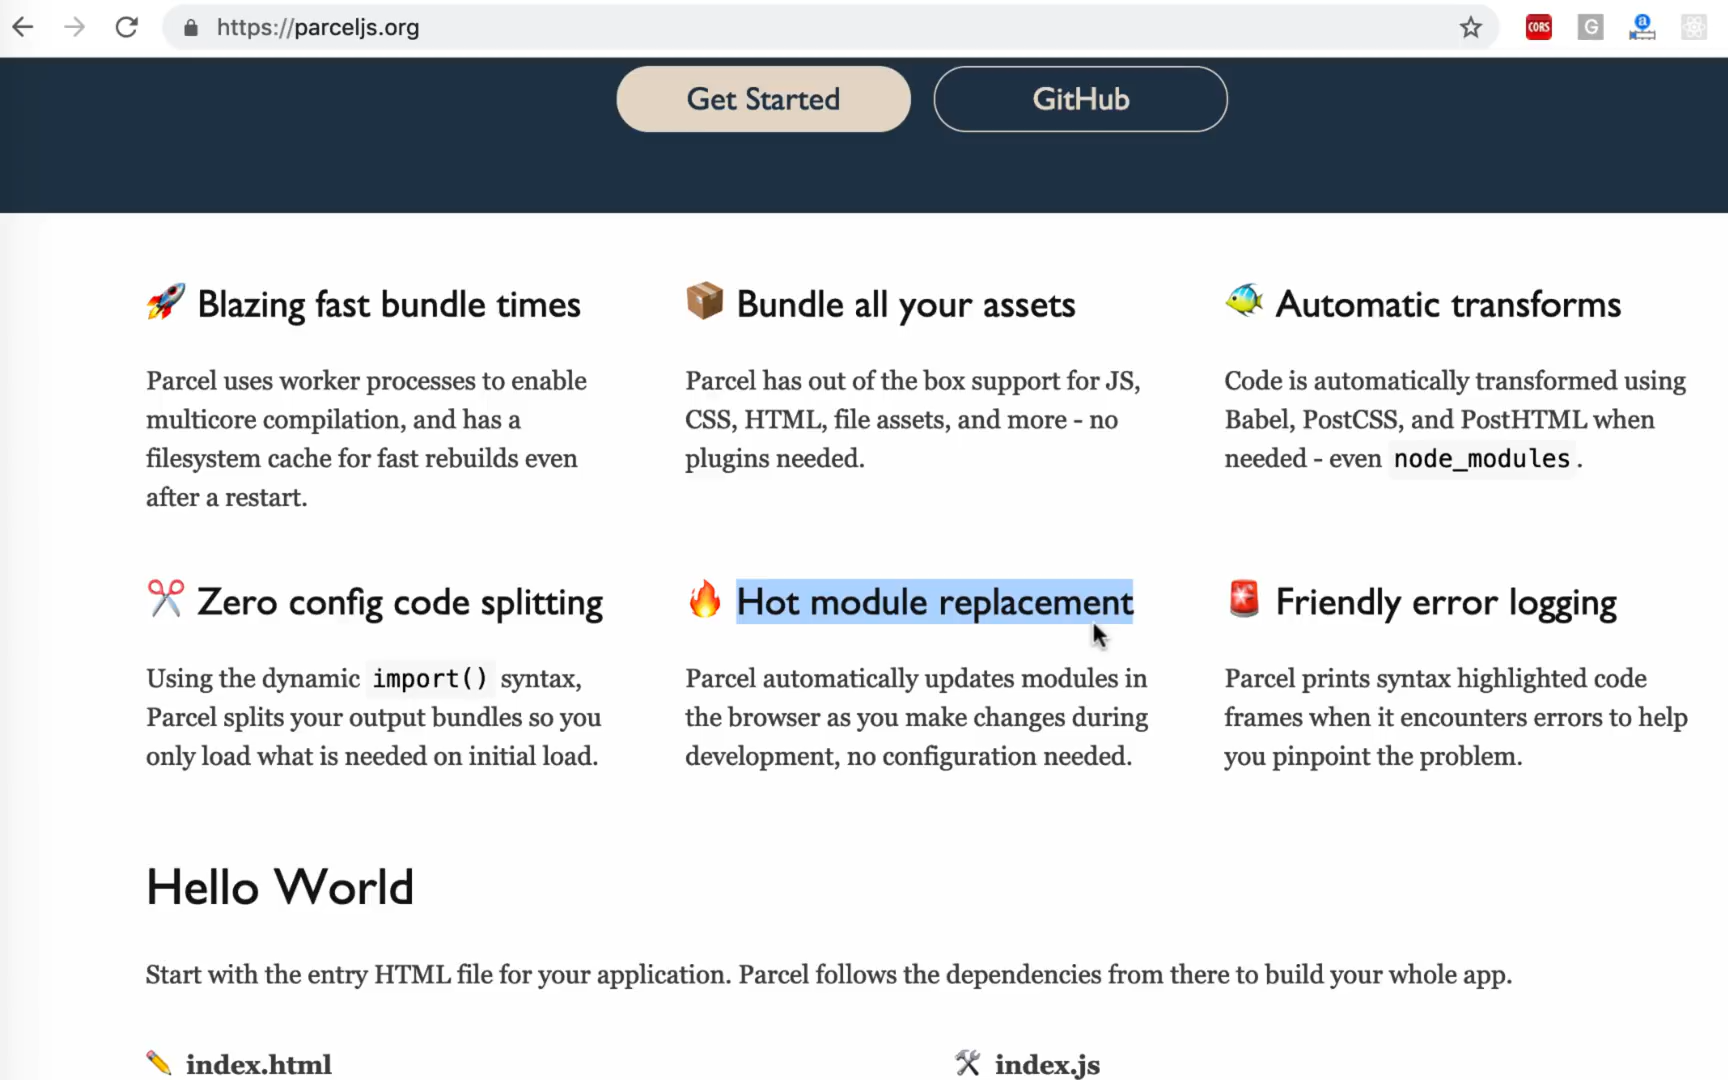 https://parceljs.org
CORS
G
a
Get Started
GitHub
Blazing fast bundle times
Parcel uses worker processes to enable
multicore compilation, and has a
filesystem cache for fast rebuilds even
after a restart.
Bundle all your assets
Parcel has out of the box support for JS,
CSS, HTML, file assets, and more - no
plugins needed.
Automatic transforms
Code is automatically transformed using
Babel, PostCSS, and PostHTML when
needed - even node_modules.
Zero config code splitting
Using the dynamic import() syntax,
Parcel splits your output bundles so you
only load what is needed on initial load.
Hot module replacement
Parcel automatically updates modules in
the browser as you make changes during
development, no configuration needed.
Friendly error logging
Parcel prints syntax highlighted code
frames when it encounters errors to help
you pinpoint the problem.
Hello World
Start with the entry HTML file for your application. Parcel follows the dependencies from there to build your whole app.
index.html
index.js